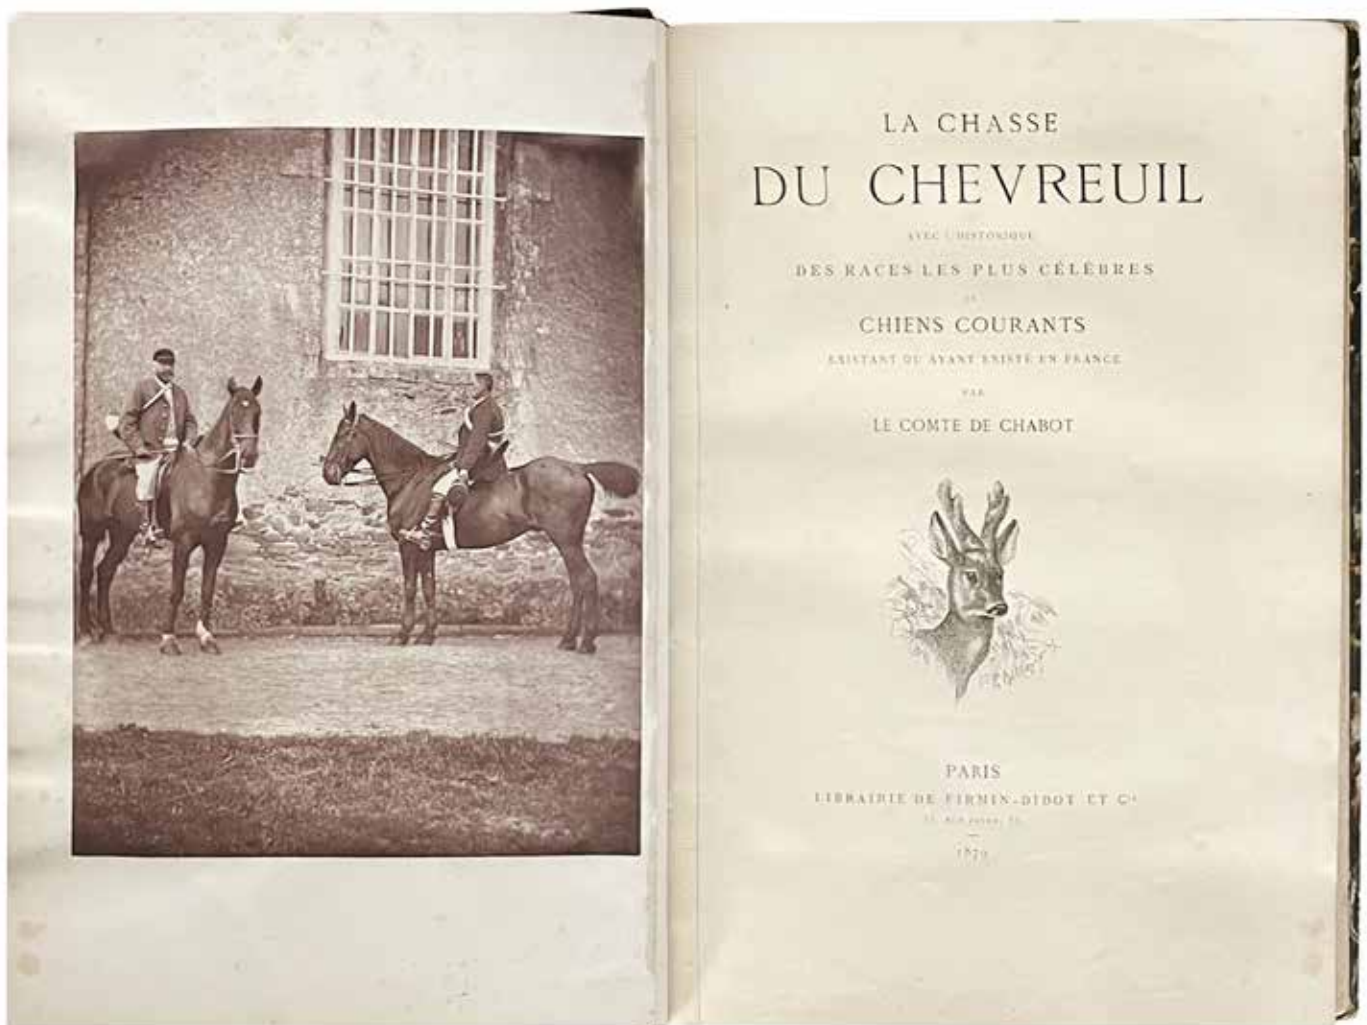 LA CHASSE
DU CHEVREUIL
AVEC L'HISTORIQUE
DES RACES LES PLUS CÉLÈBRES
DE
CHIENS COURANTS
EXISTANT OU AYANT EXISTÉ EN FRANCE
PAR
LE COMTE DE CHABOT
PARIS
LIBRAIRIE DE FIRMIN-DIDOT ET Cie
1879